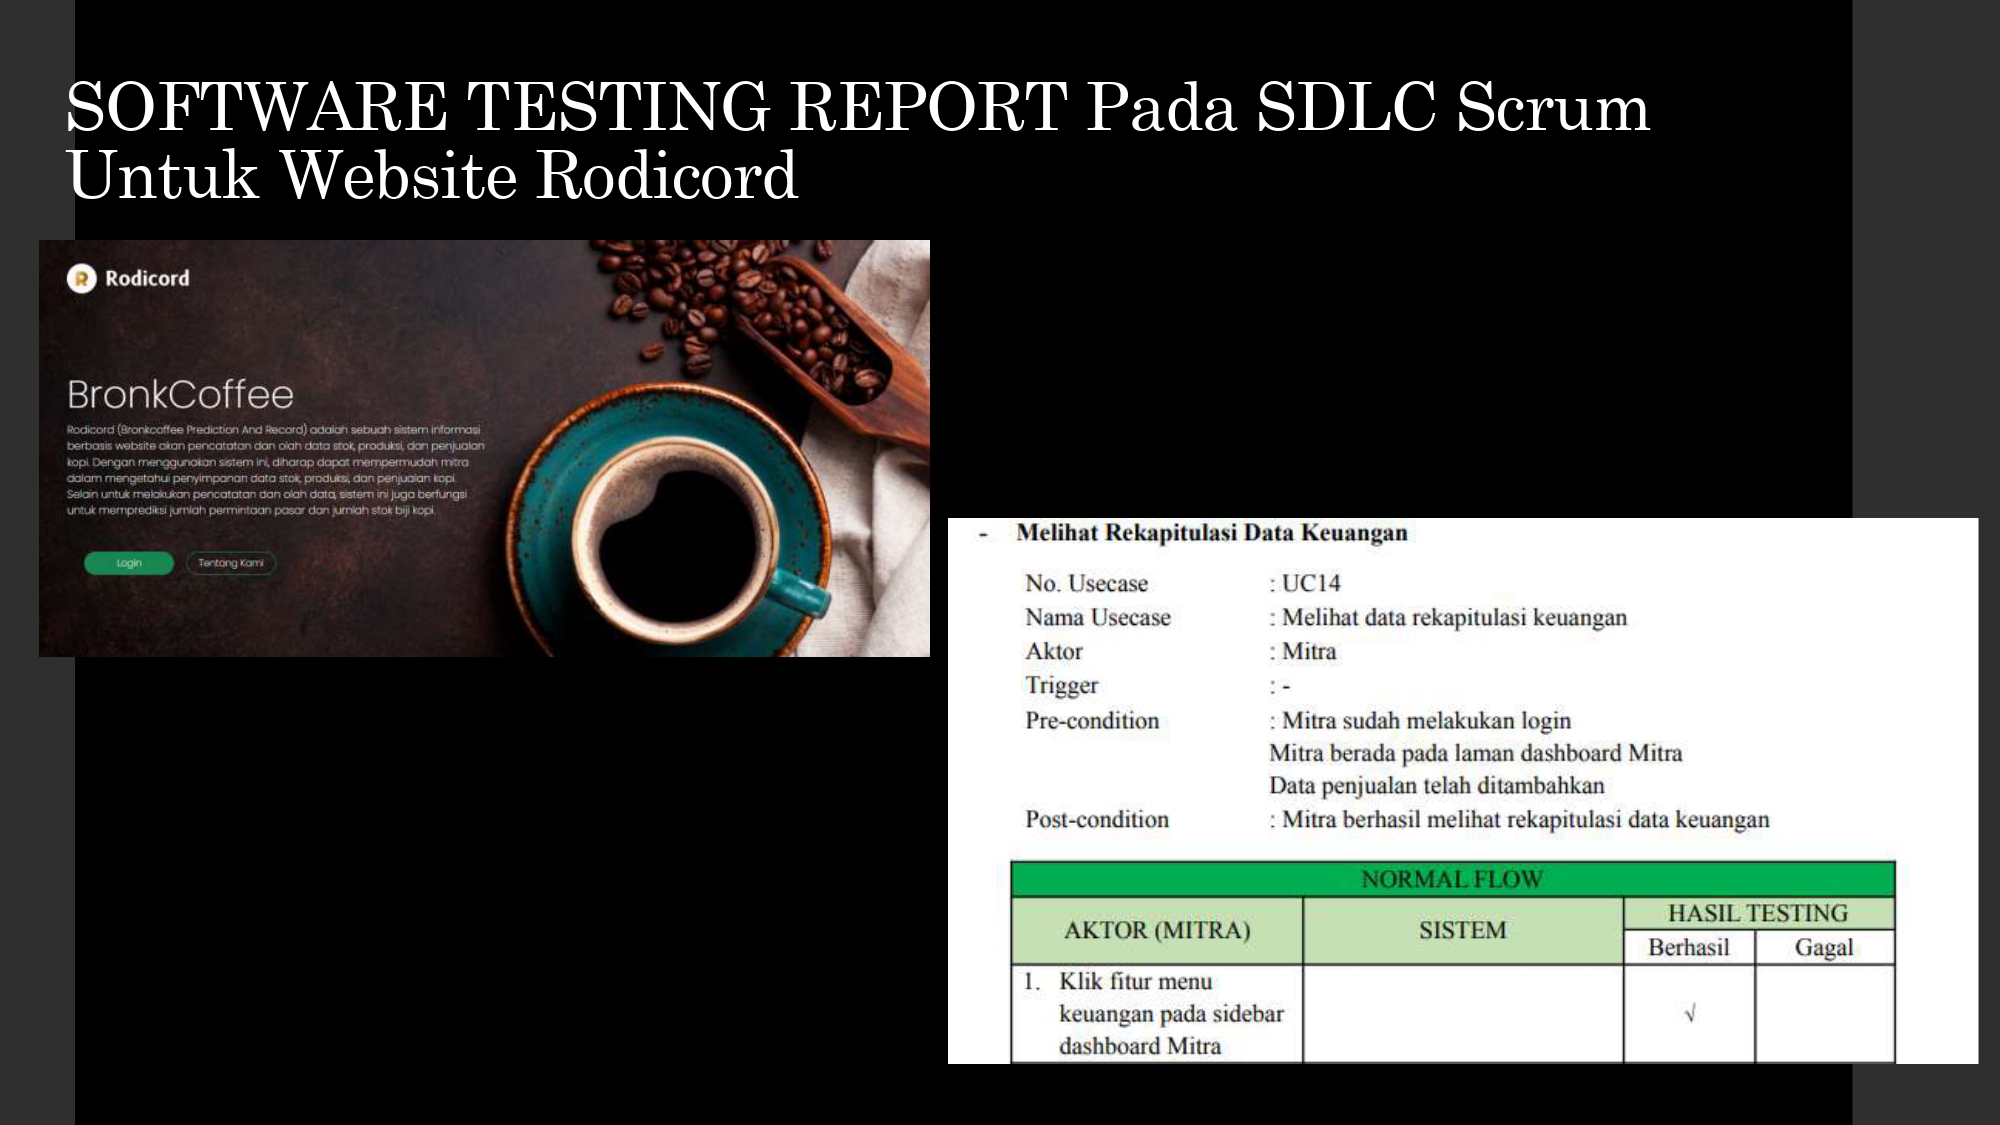 SOFTWARE TESTING REPORT Pada SDLC Scrum
Untuk Website Rodicord
R Rodicord
BronkCoffee
Rodicord (Bronkcoffee Prediction And Record) adalah sebuah sistem informasi
berbasis website akan pencatatan dan olah data stok, produksi, dan penjualan
kopi. Dengan menggunakan sistem ini, diharap dapat mempermudah mitra
dalam mengetahui penyimpanan data stok, produksi, dan penjualan kopi.
Selain untuk melakukan pencatatan dan olah data, sistem ini juga berfungsi
untuk memprediksi jumlah permintaan pasar dan jumlah stok biji kopi.
Login
Tentang Kami
- Melihat Rekapitulasi Data Keuangan
No. Usecase : UC14
Nama Usecase : Melihat data rekapitulasi keuangan
Aktor : Mitra
Trigger : -
Pre-condition : Mitra sudah melakukan login
Mitra berada pada laman dashboard Mitra
Data penjualan telah ditambahkan
Post-condition : Mitra berhasil melihat rekapitulasi data keuangan
NORMAL FLOW
AKTOR (MITRA) SISTEM HASIL TESTING
Berhasil Gagal
1. Klik fitur menu
keuangan pada sidebar √
dashboard Mitra